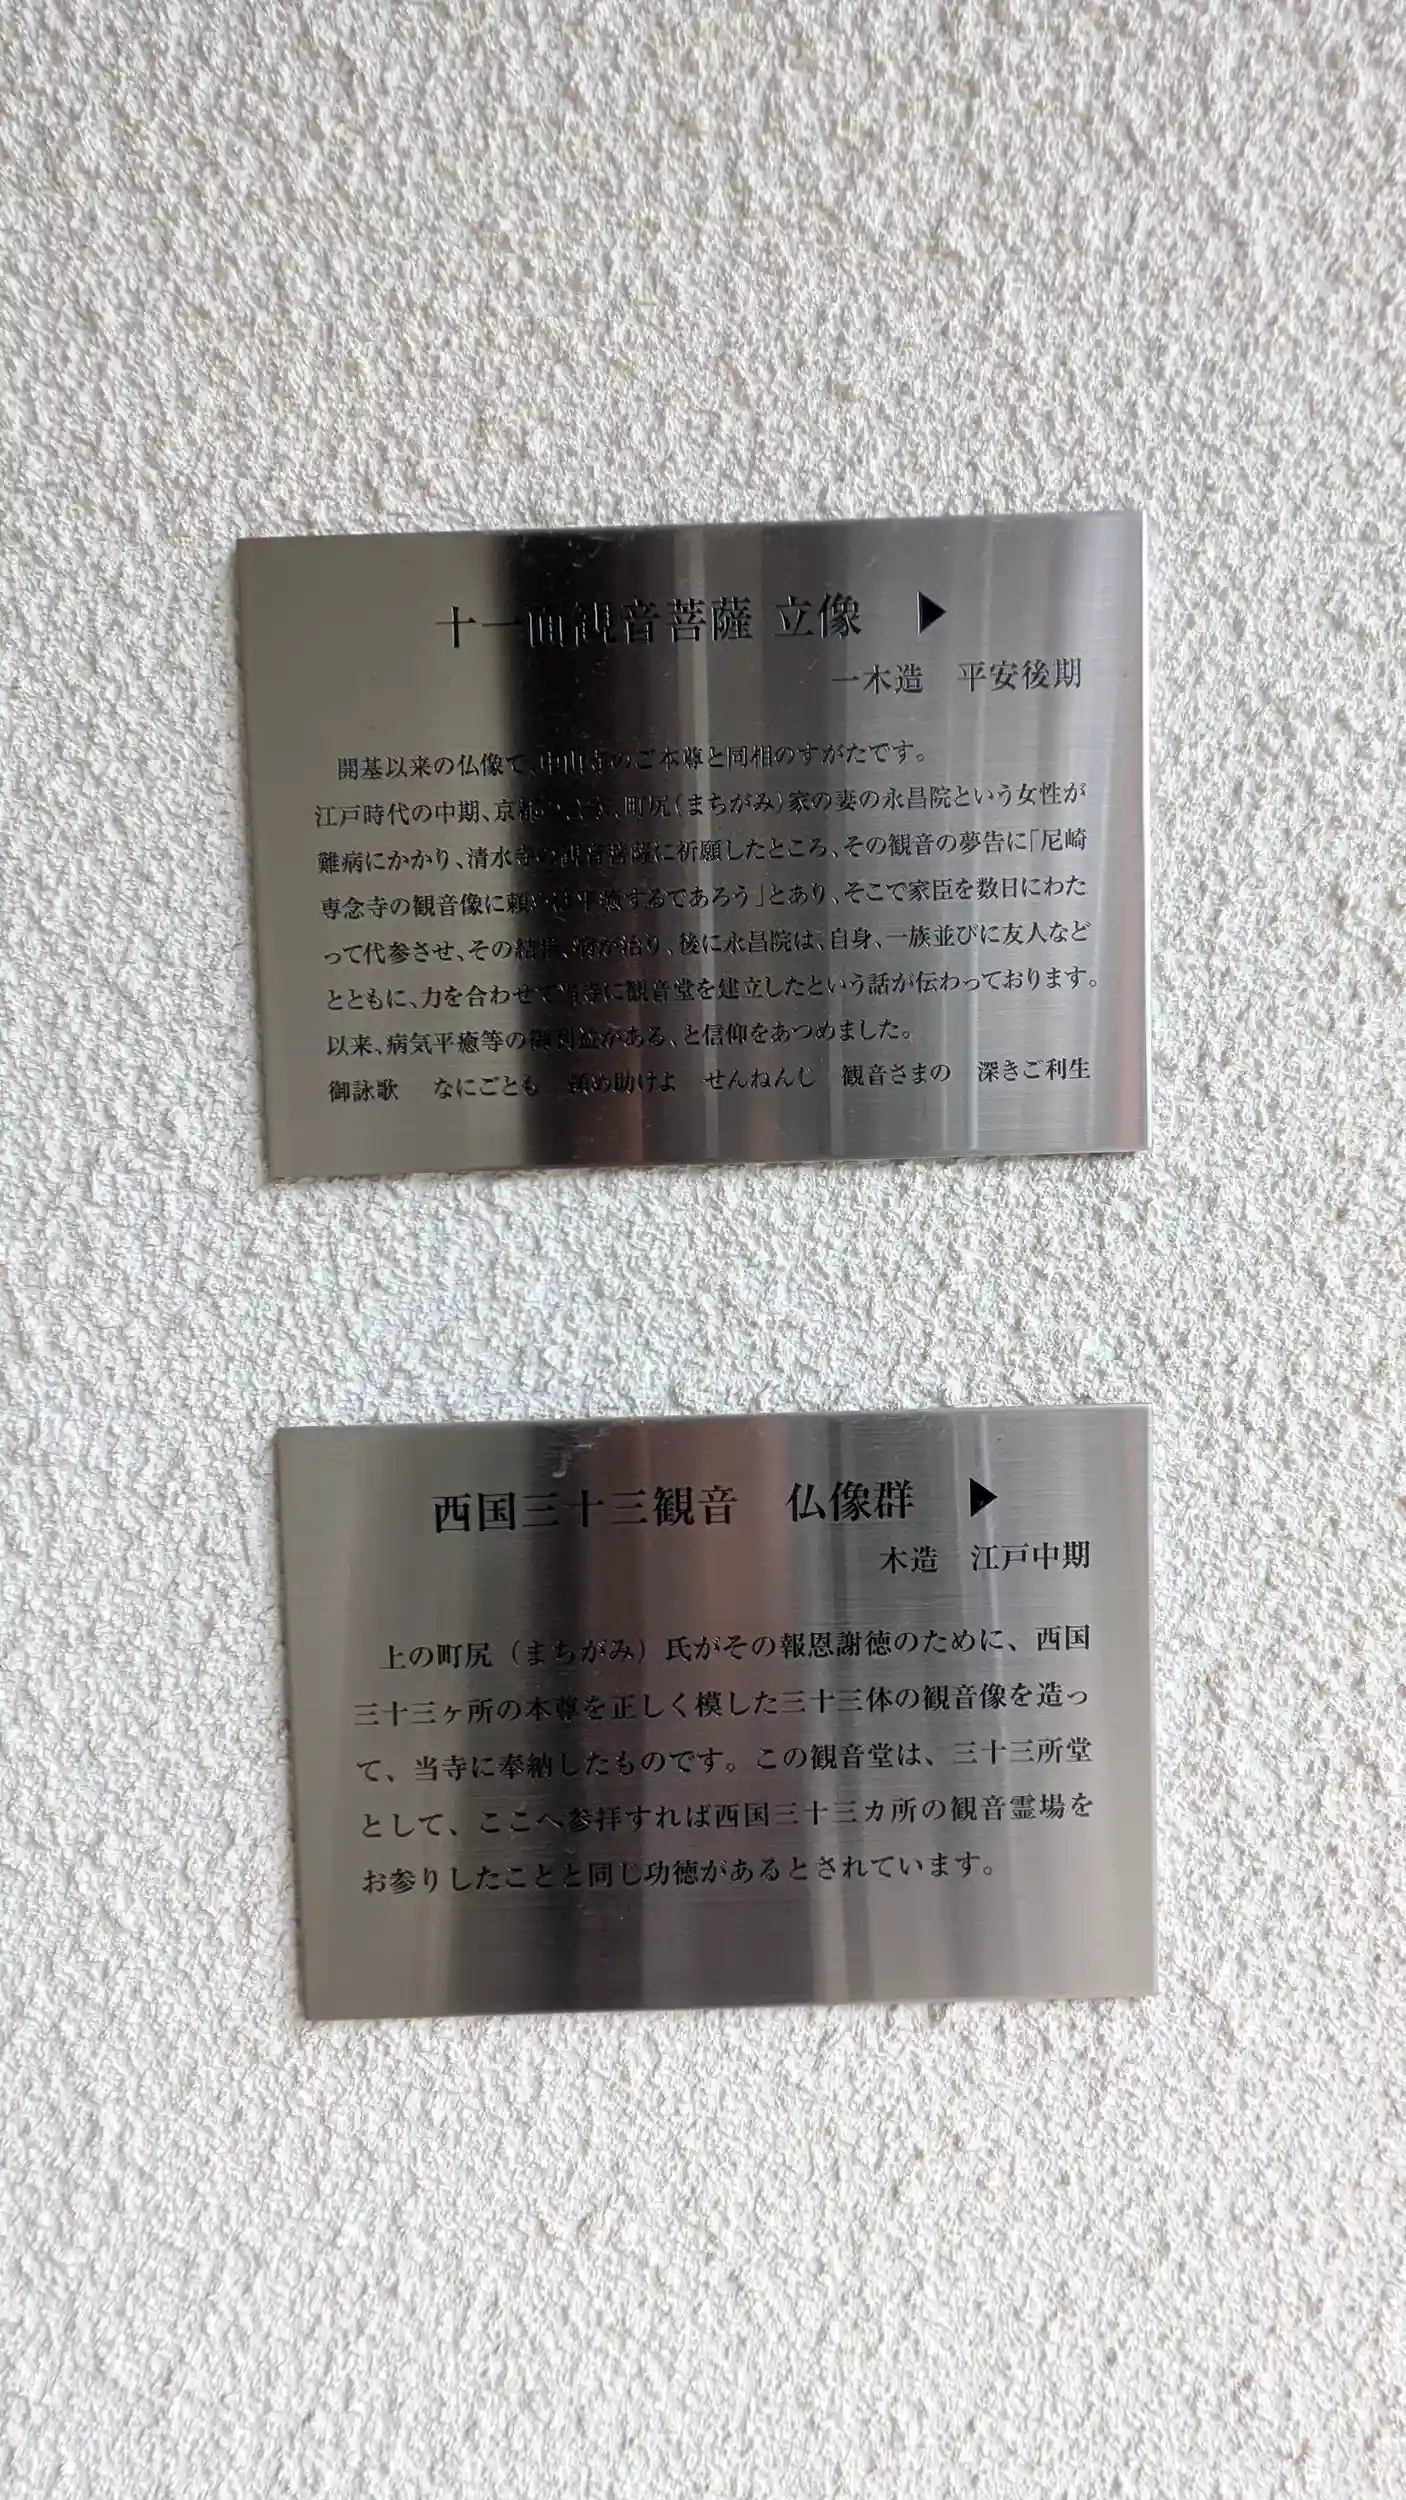 十一面観音菩薩 立像 ▶
一木造　平安後期
開基以来の仏像で、中山寺のご本尊と同相のすがたです。
江戸時代の中期、京都の、町尻（まちがみ）家の妻の永昌院という女性が
難病にかかり、清水寺の観音菩薩に祈願したところ、その観音の夢告に「尼崎
専念寺の観音像に頼めば平癒するであろう」とあり、そこで家臣を数日にわた
って代参させ、その結果、病が治り、後に永昌院は、自身、一族並びに友人など
とともに、力を合わせて当寺に観音堂を建立したという話が伝わっております。
以来、病気平癒等の御利益がある、と信仰をあつめました。
御詠歌　なにごとも　頼め助けよ　せんねんじ　観音さまの　深きご利生
西国三十三観音　仏像群 ▶
木造　江戸中期
上の町尻（まちがみ）氏がその報恩謝徳のために、西国
三十三ヶ所の本尊を正しく模した三十三体の観音像を造っ
て、当寺に奉納したものです。この観音堂は、三十三所堂
として、ここへ参拝すれば西国三十三カ所の観音霊場を
お参りしたことと同じ功徳があるとされています。